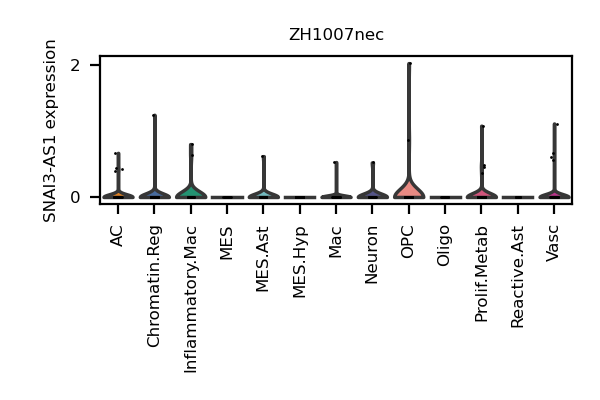 ZH1007nec
SNAI3-AS1 expression
2
0
AC
Chromatin.Reg
Inflammatory.Mac
MES
MES.Ast
MES.Hyp
Mac
Neuron
OPC
Oligo
Prolif.Metab
Reactive.Ast
Vasc